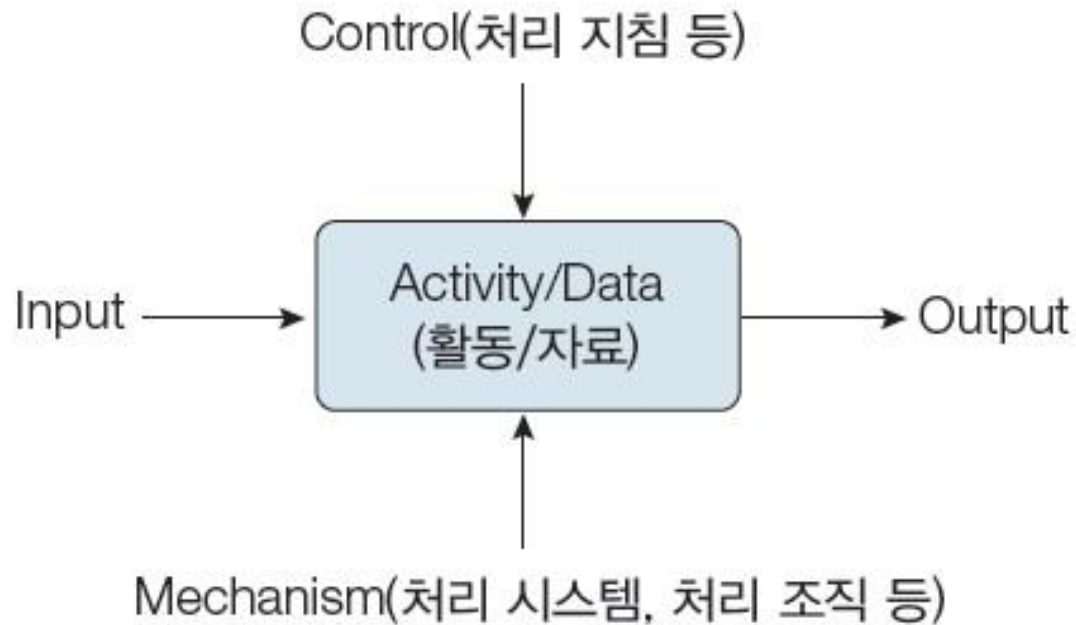 Control(처리 지침 등)
Input
Activity/Data
(활동/자료)
Output
Mechanism(처리 시스템, 처리 조직 등)